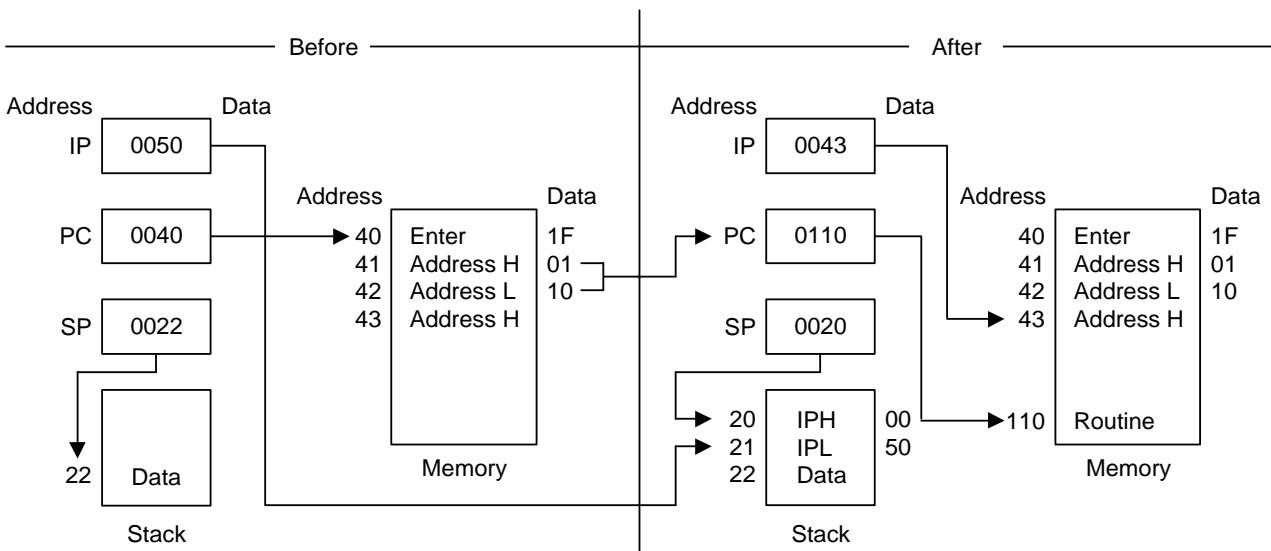 Before
Address Data
IP 0050
Address Data
PC 0040
40 Enter 1F
41 Address H 01
42 Address L 10
43 Address H
SP 0022
22 Data
Memory
Stack
After
Address Data
IP 0043
Address Data
PC 0110
40 Enter 1F
41 Address H 01
42 Address L 10
43 Address H
SP 0020
20 IPH 00
21 IPL 50
22 Data
110 Routine
Memory
Stack